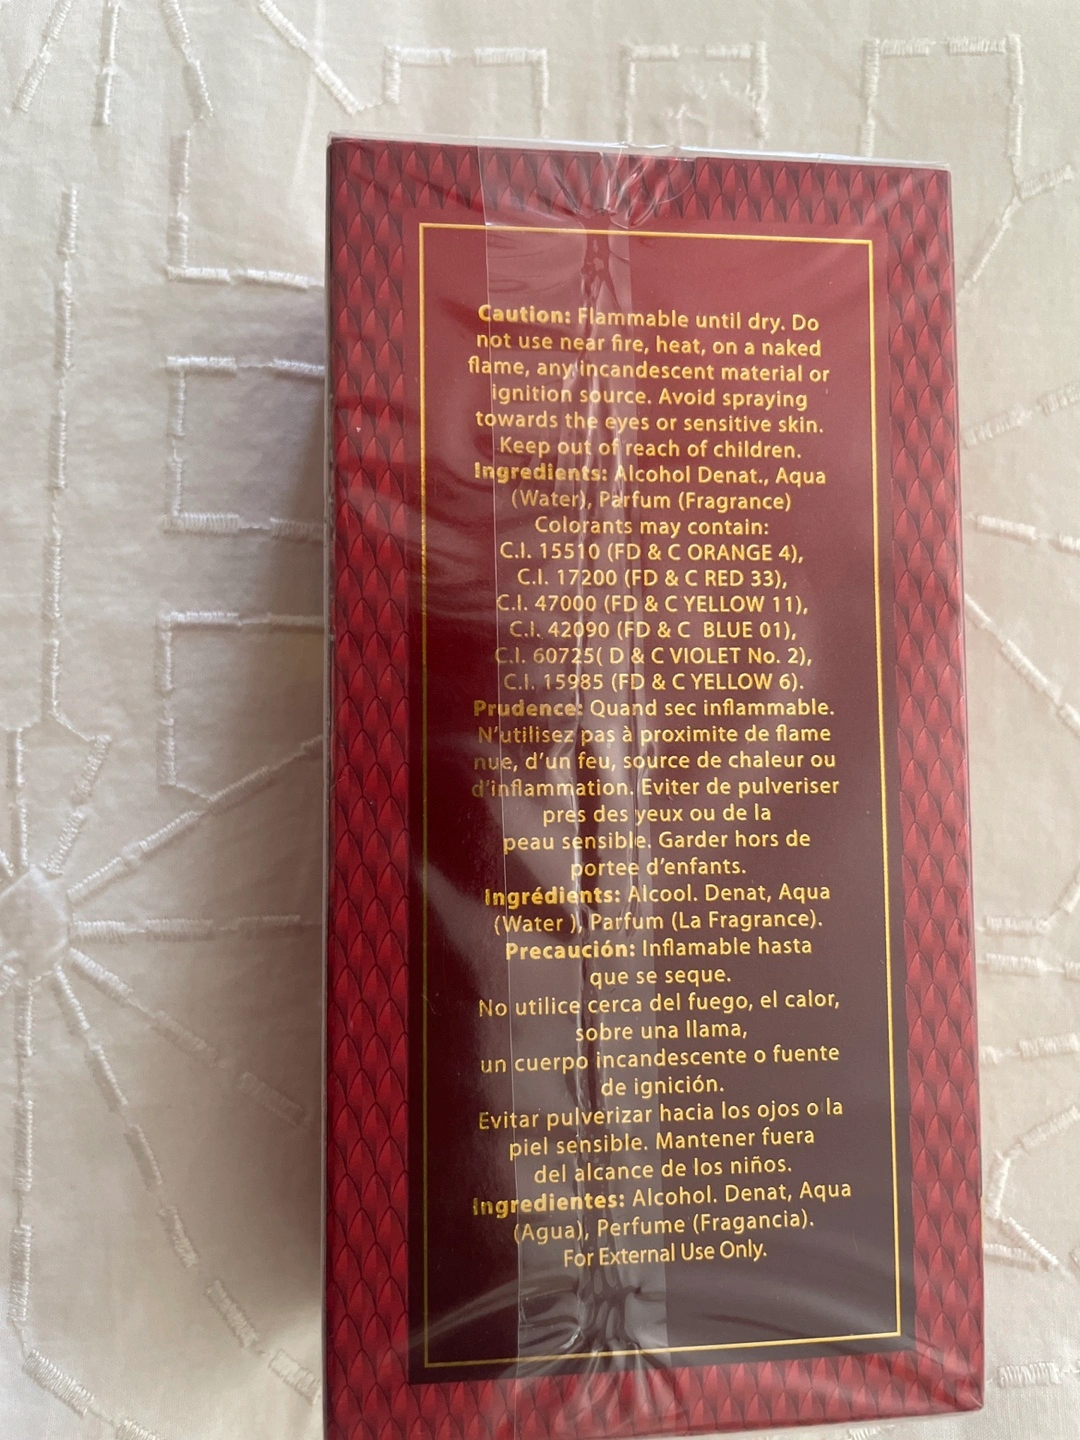 Caution: Flammable until dry. Do
not use near fire, heat, on a naked
flame, any incandescent material or
ignition source. Avoid spraying
towards the eyes or sensitive skin.
Keep out of reach of children.
Ingredients: Alcohol Denat., Aqua
(Water), Parfum (Fragrance)
Colorants may contain:
C.I. 15510 (FD & C ORANGE 4),
C.I. 17200 (FD & C RED 33),
C.I. 47000 (FD & C YELLOW 11),
C.I. 42090 (FD & C BLUE 01),
C.I. 60725( D & C VIOLET No. 2),
C.I. 15985 (FD & C YELLOW 6).
Prudence: Quand sec inflammable.
N'utilisez pas à proximite de flame
nue, d'un feu, source de chaleur ou
d'inflammation. Eviter de pulveriser
pres des yeux ou de la
peau sensible. Garder hors de
portee d'enfants.
Ingrédients: Alcool. Denat, Aqua
(Water ), Parfum (La Fragrance).
Precaución: Inflamable hasta
que se seque.
No utilice cerca del fuego, el calor,
sobre una llama,
un cuerpo incandescente o fuente
de ignición.
Evitar pulverizar hacia los ojos o la
piel sensible. Mantener fuera
del alcance de los niños.
Ingredientes: Alcohol. Denat, Aqua
(Agua), Perfume (Fragancia).
For External Use Only.